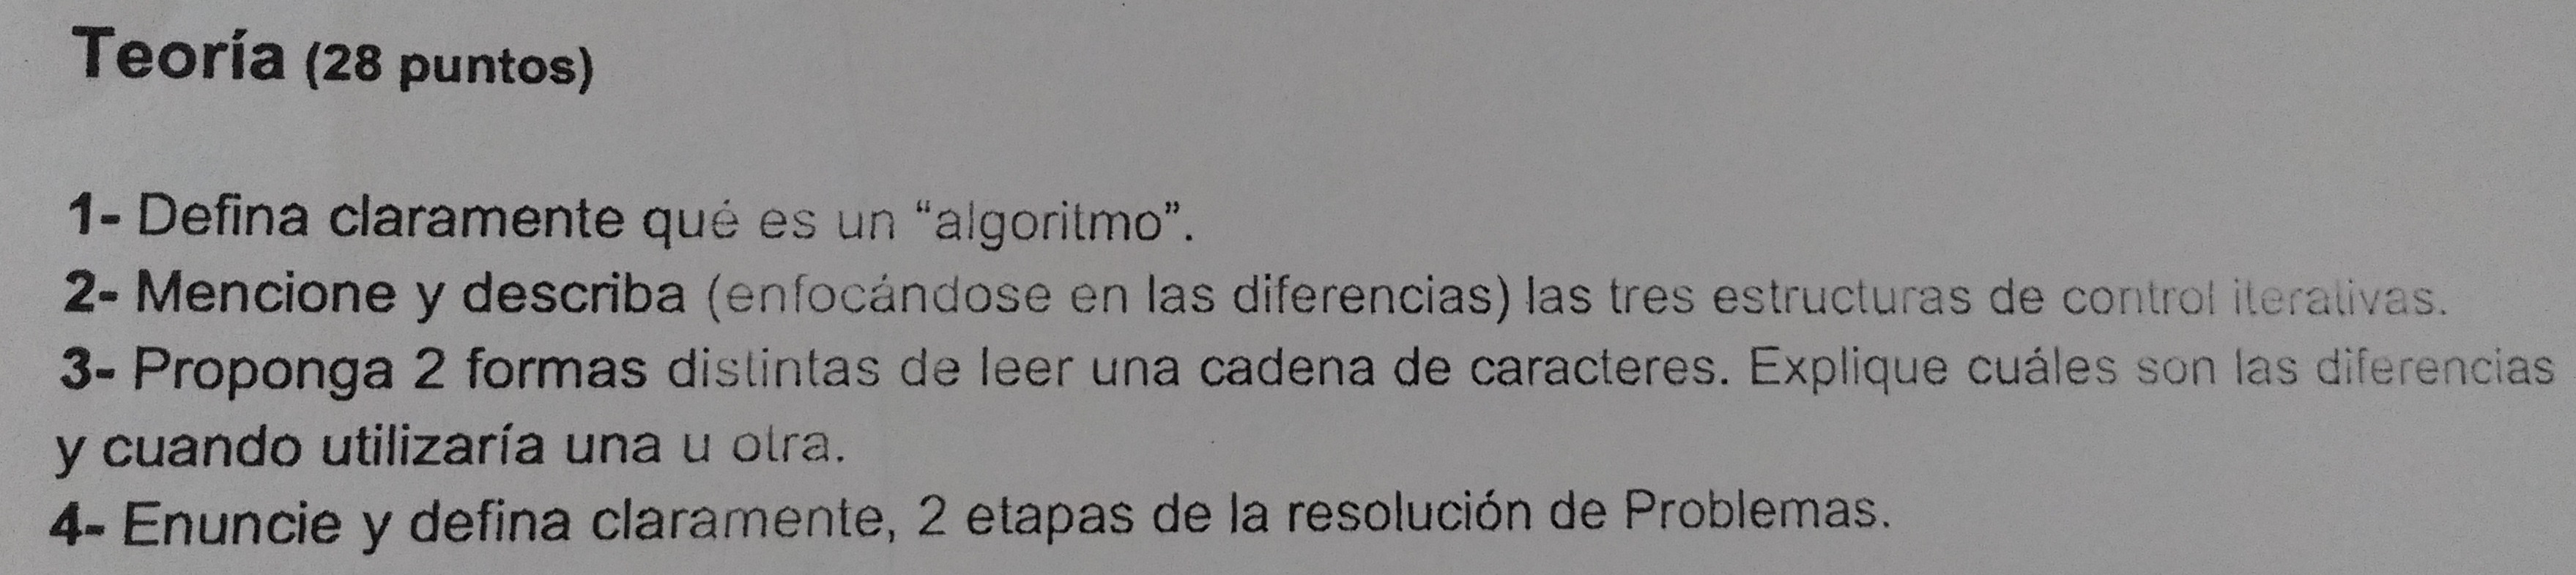 Teoría (28 puntos)
1- Defina claramente qué es un “algoritmo”.
2- Mencione y describa (enfocándose en las diferencias) las tres estructuras de control iterativas.
3- Proponga 2 formas distintas de leer una cadena de caracteres. Explique cuáles son las diferencias
y cuando utilizaría una u otra.
4- Enuncie y defina claramente, 2 etapas de la resolución de Problemas.